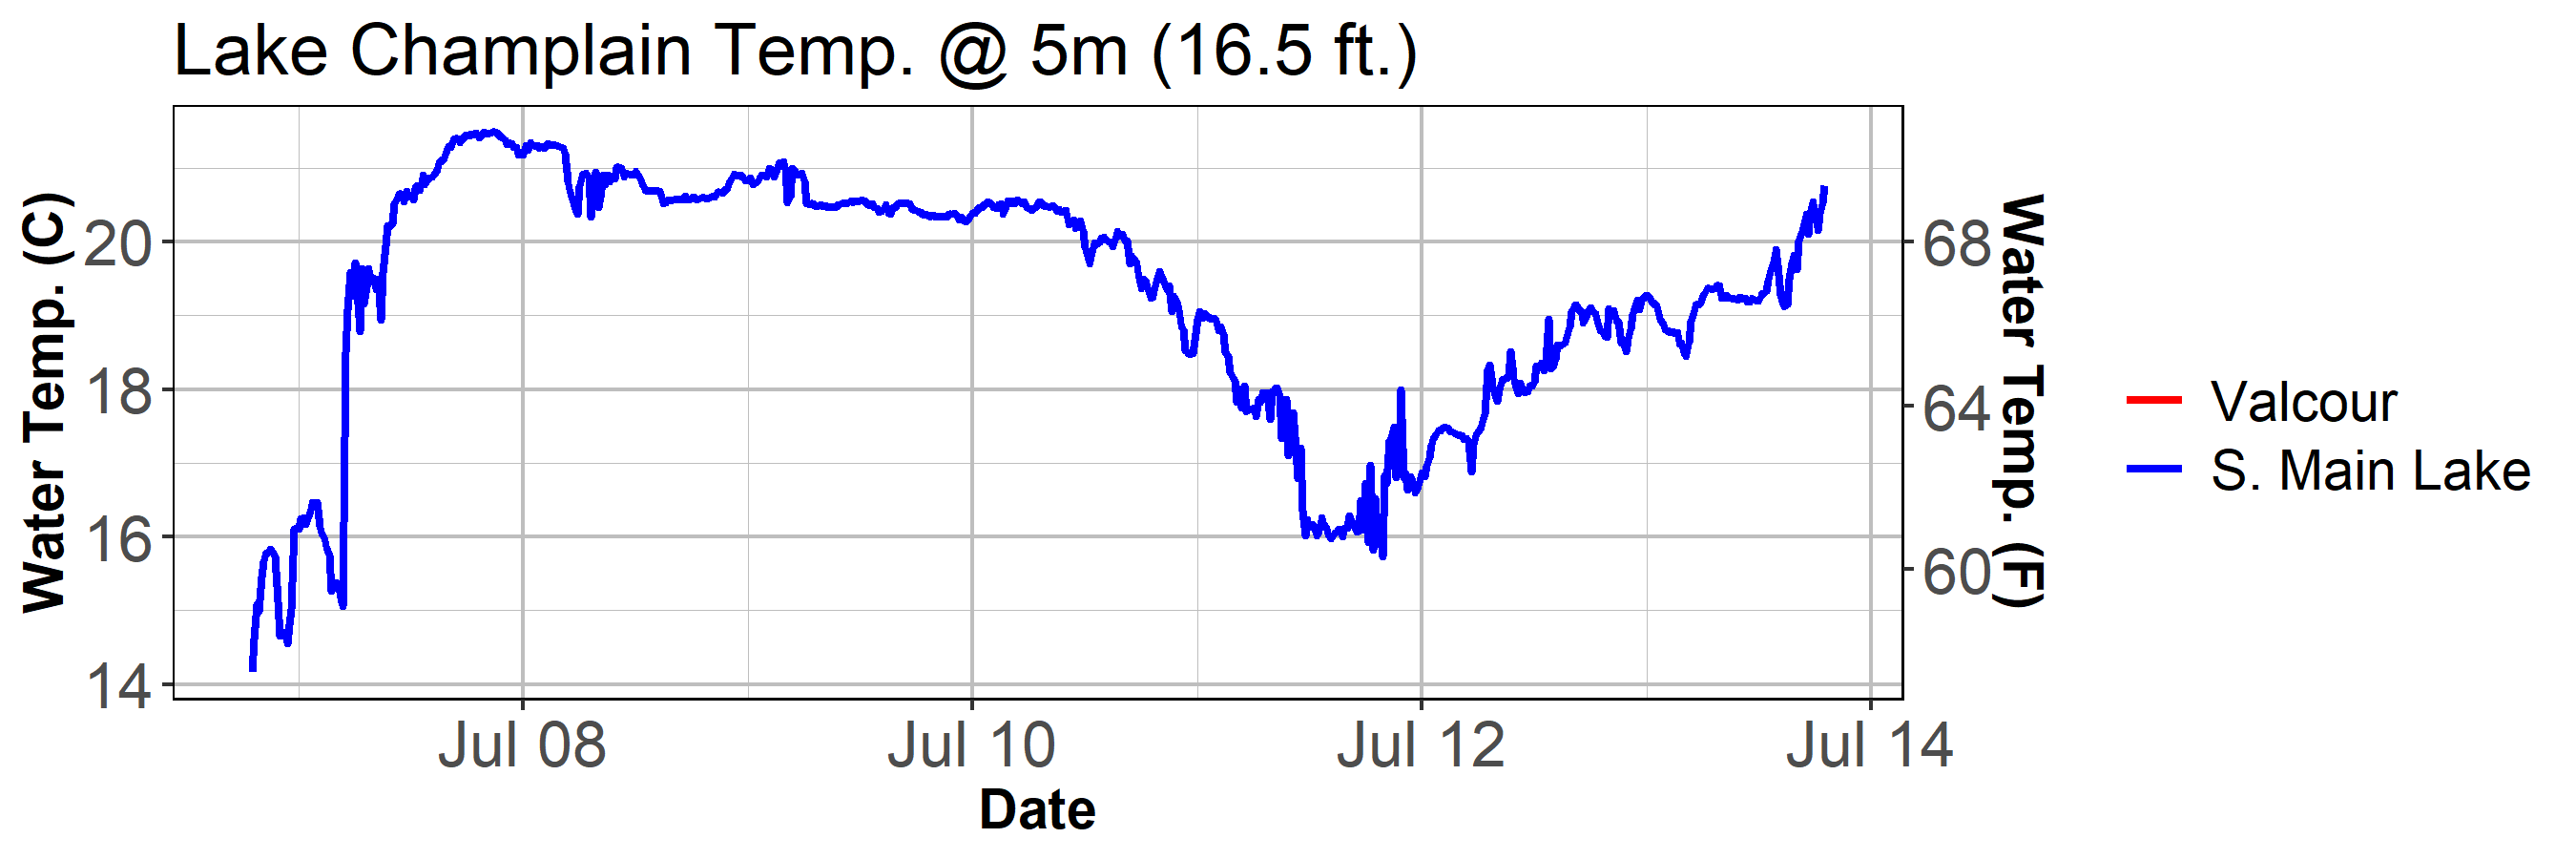 Lake Champlain Temp. @ 5m (16.5 ft.)
Water Temp. (C)
20
18
16
14
68
64
60
Water Temp. (F)
Jul 08
Jul 10
Jul 12
Jul 14
Date
Valcour
S. Main Lake